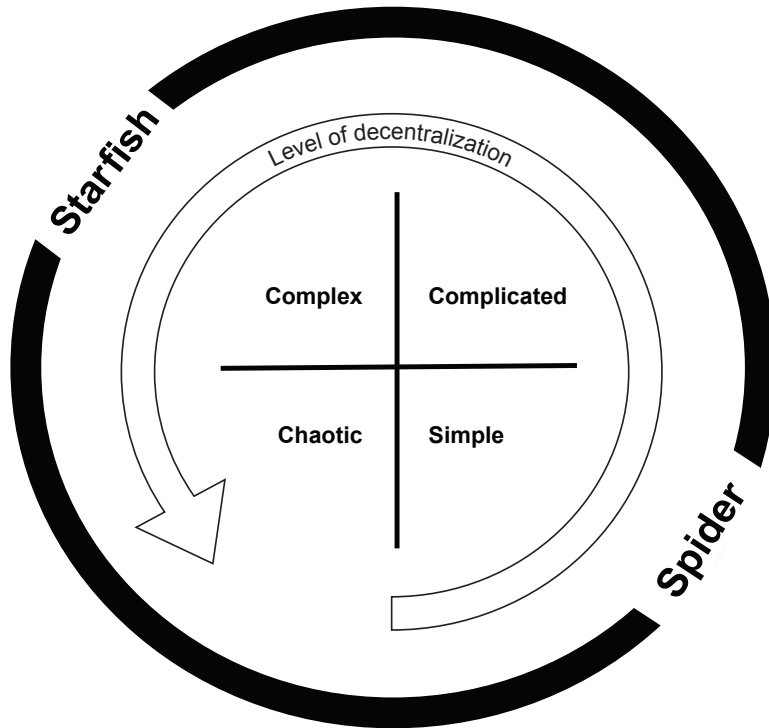 Starfish
Level of decentralization
Complex
Complicated
Chaotic
Simple
Spider